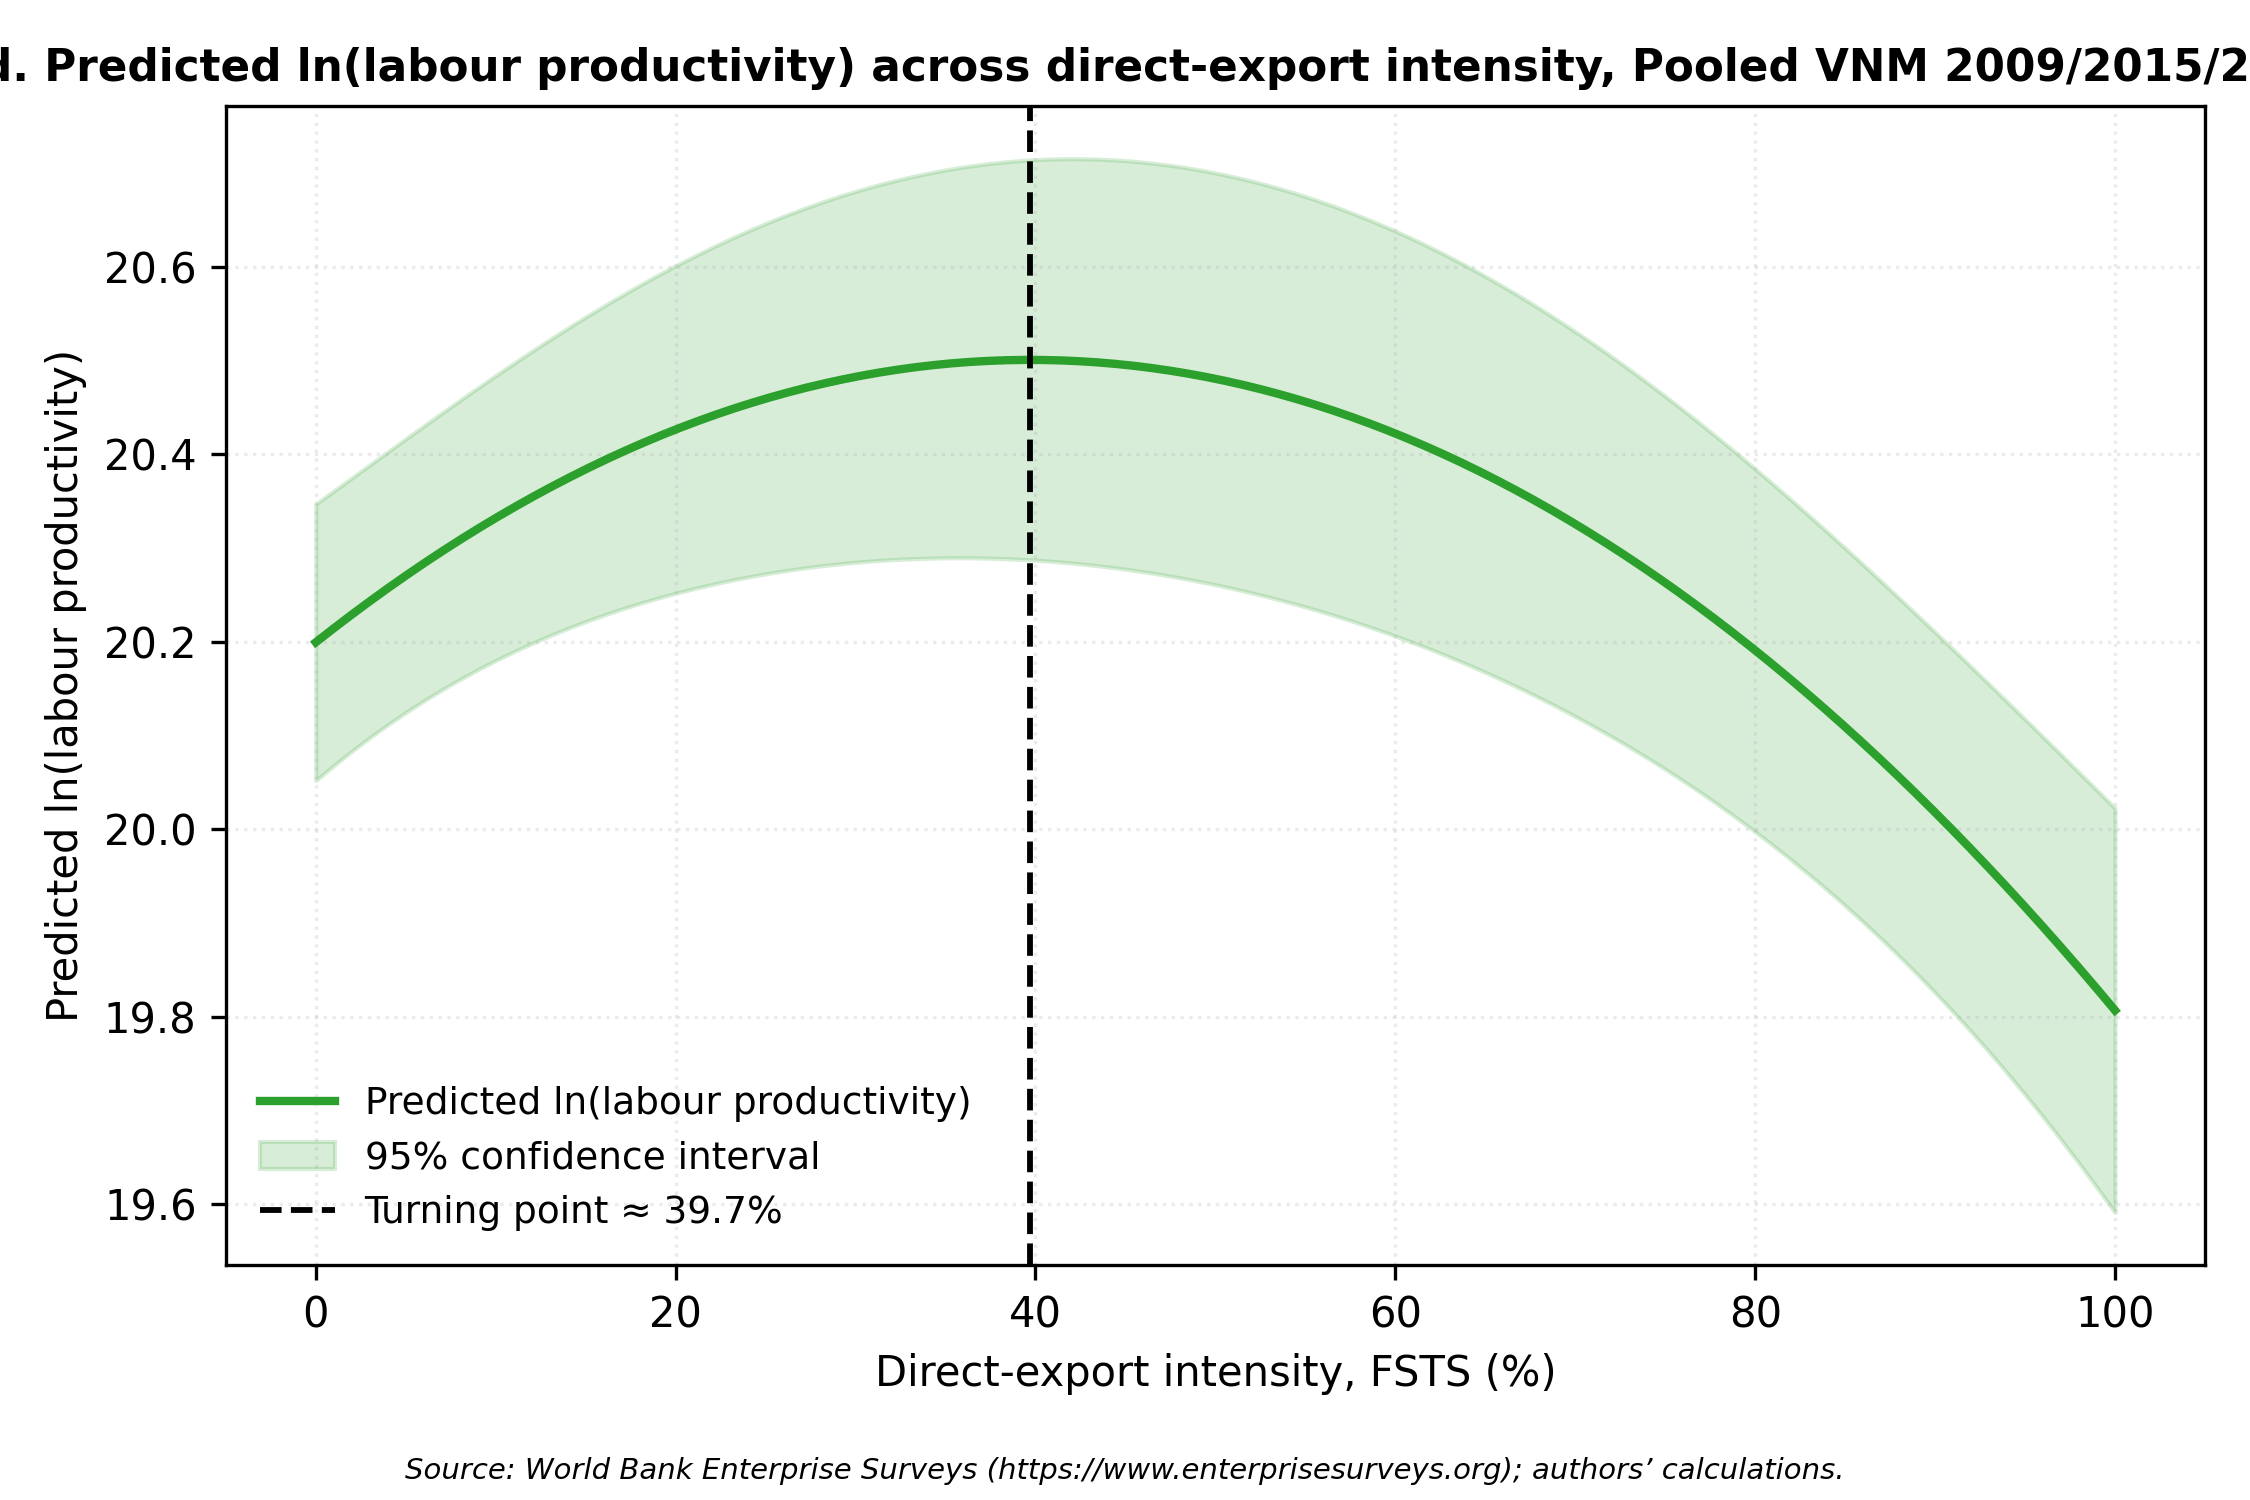 d. Predicted ln(labour productivity) across direct-export intensity, Pooled VNM 2009/2015/2
Predicted ln(labour productivity)
20.6
20.4
20.2
20.0
19.8
19.6
Predicted ln(labour productivity)
95% confidence interval
Turning point ≈ 39.7%
0 20 40 60 80 100
Direct-export intensity, FSTS (%)
Source: World Bank Enterprise Surveys (https://www.enterprisesurveys.org); authors’ calculations.